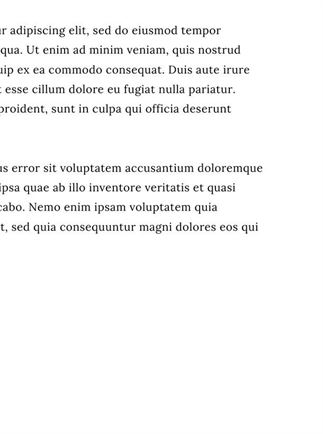 ur adipiscing elit, sed do eiusmod tempor
qua. Ut enim ad minim veniam, quis nostrud
uip ex ea commodo consequat. Duis aute irure
t esse cillum dolore eu fugiat nulla pariatur.
proident, sunt in culpa qui officia deserunt
us error sit voluptatem accusantium doloremque
ipsa quae ab illo inventore veritatis et quasi
cabo. Nemo enim ipsam voluptatem quia
t, sed quia consequuntur magni dolores eos qui